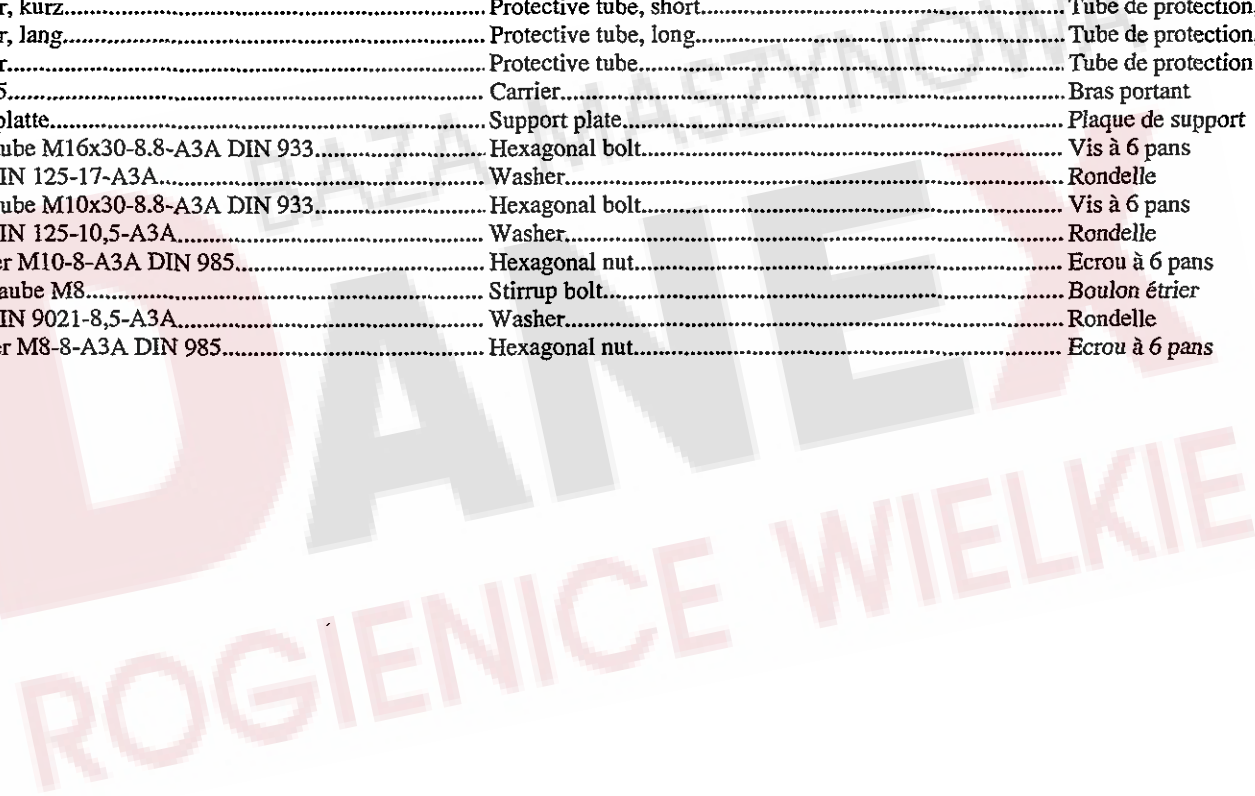 r, kurz.......... Protective tube, short.......... Tube de protection,
r, lang.......... Protective tube, long.......... Tube de protection,
r.......... Protective tube.......... Tube de protection
5.......... Carrier.......... Bras portant
platte.......... Support plate.......... Plaque de support
ube M16x30-8.8-A3A DIN 933.......... Hexagonal bolt.......... Vis à 6 pans
IN 125-17-A3A.......... Washer.......... Rondelle
ube M10x30-8.8-A3A DIN 933.......... Hexagonal bolt.......... Vis à 6 pans
IN 125-10,5-A3A.......... Washer.......... Rondelle
er M10-8-A3A DIN 985.......... Hexagonal nut.......... Ecrou à 6 pans
aube M8.......... Stirrup bolt.......... Boulon étrier
IN 9021-8,5-A3A.......... Washer.......... Rondelle
er M8-8-A3A DIN 985.......... Hexagonal nut.......... Ecrou à 6 pans
BAZA MASZYNOWA
DANEX
ROGIENICE WIELKIE